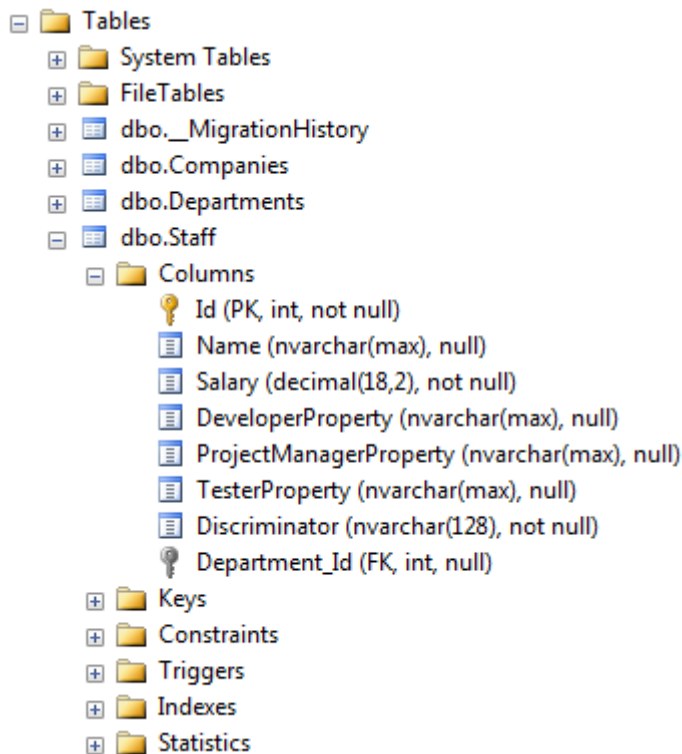 Tables
System Tables
FileTables
dbo.__MigrationHistory
dbo.Companies
dbo.Departments
dbo.Staff
Columns
Id (PK, int, not null)
Name (nvarchar(max), null)
Salary (decimal(18,2), not null)
DeveloperProperty (nvarchar(max), null)
ProjectManagerProperty (nvarchar(max), null)
TesterProperty (nvarchar(max), null)
Discriminator (nvarchar(128), not null)
Department_Id (FK, int, null)
Keys
Constraints
Triggers
Indexes
Statistics